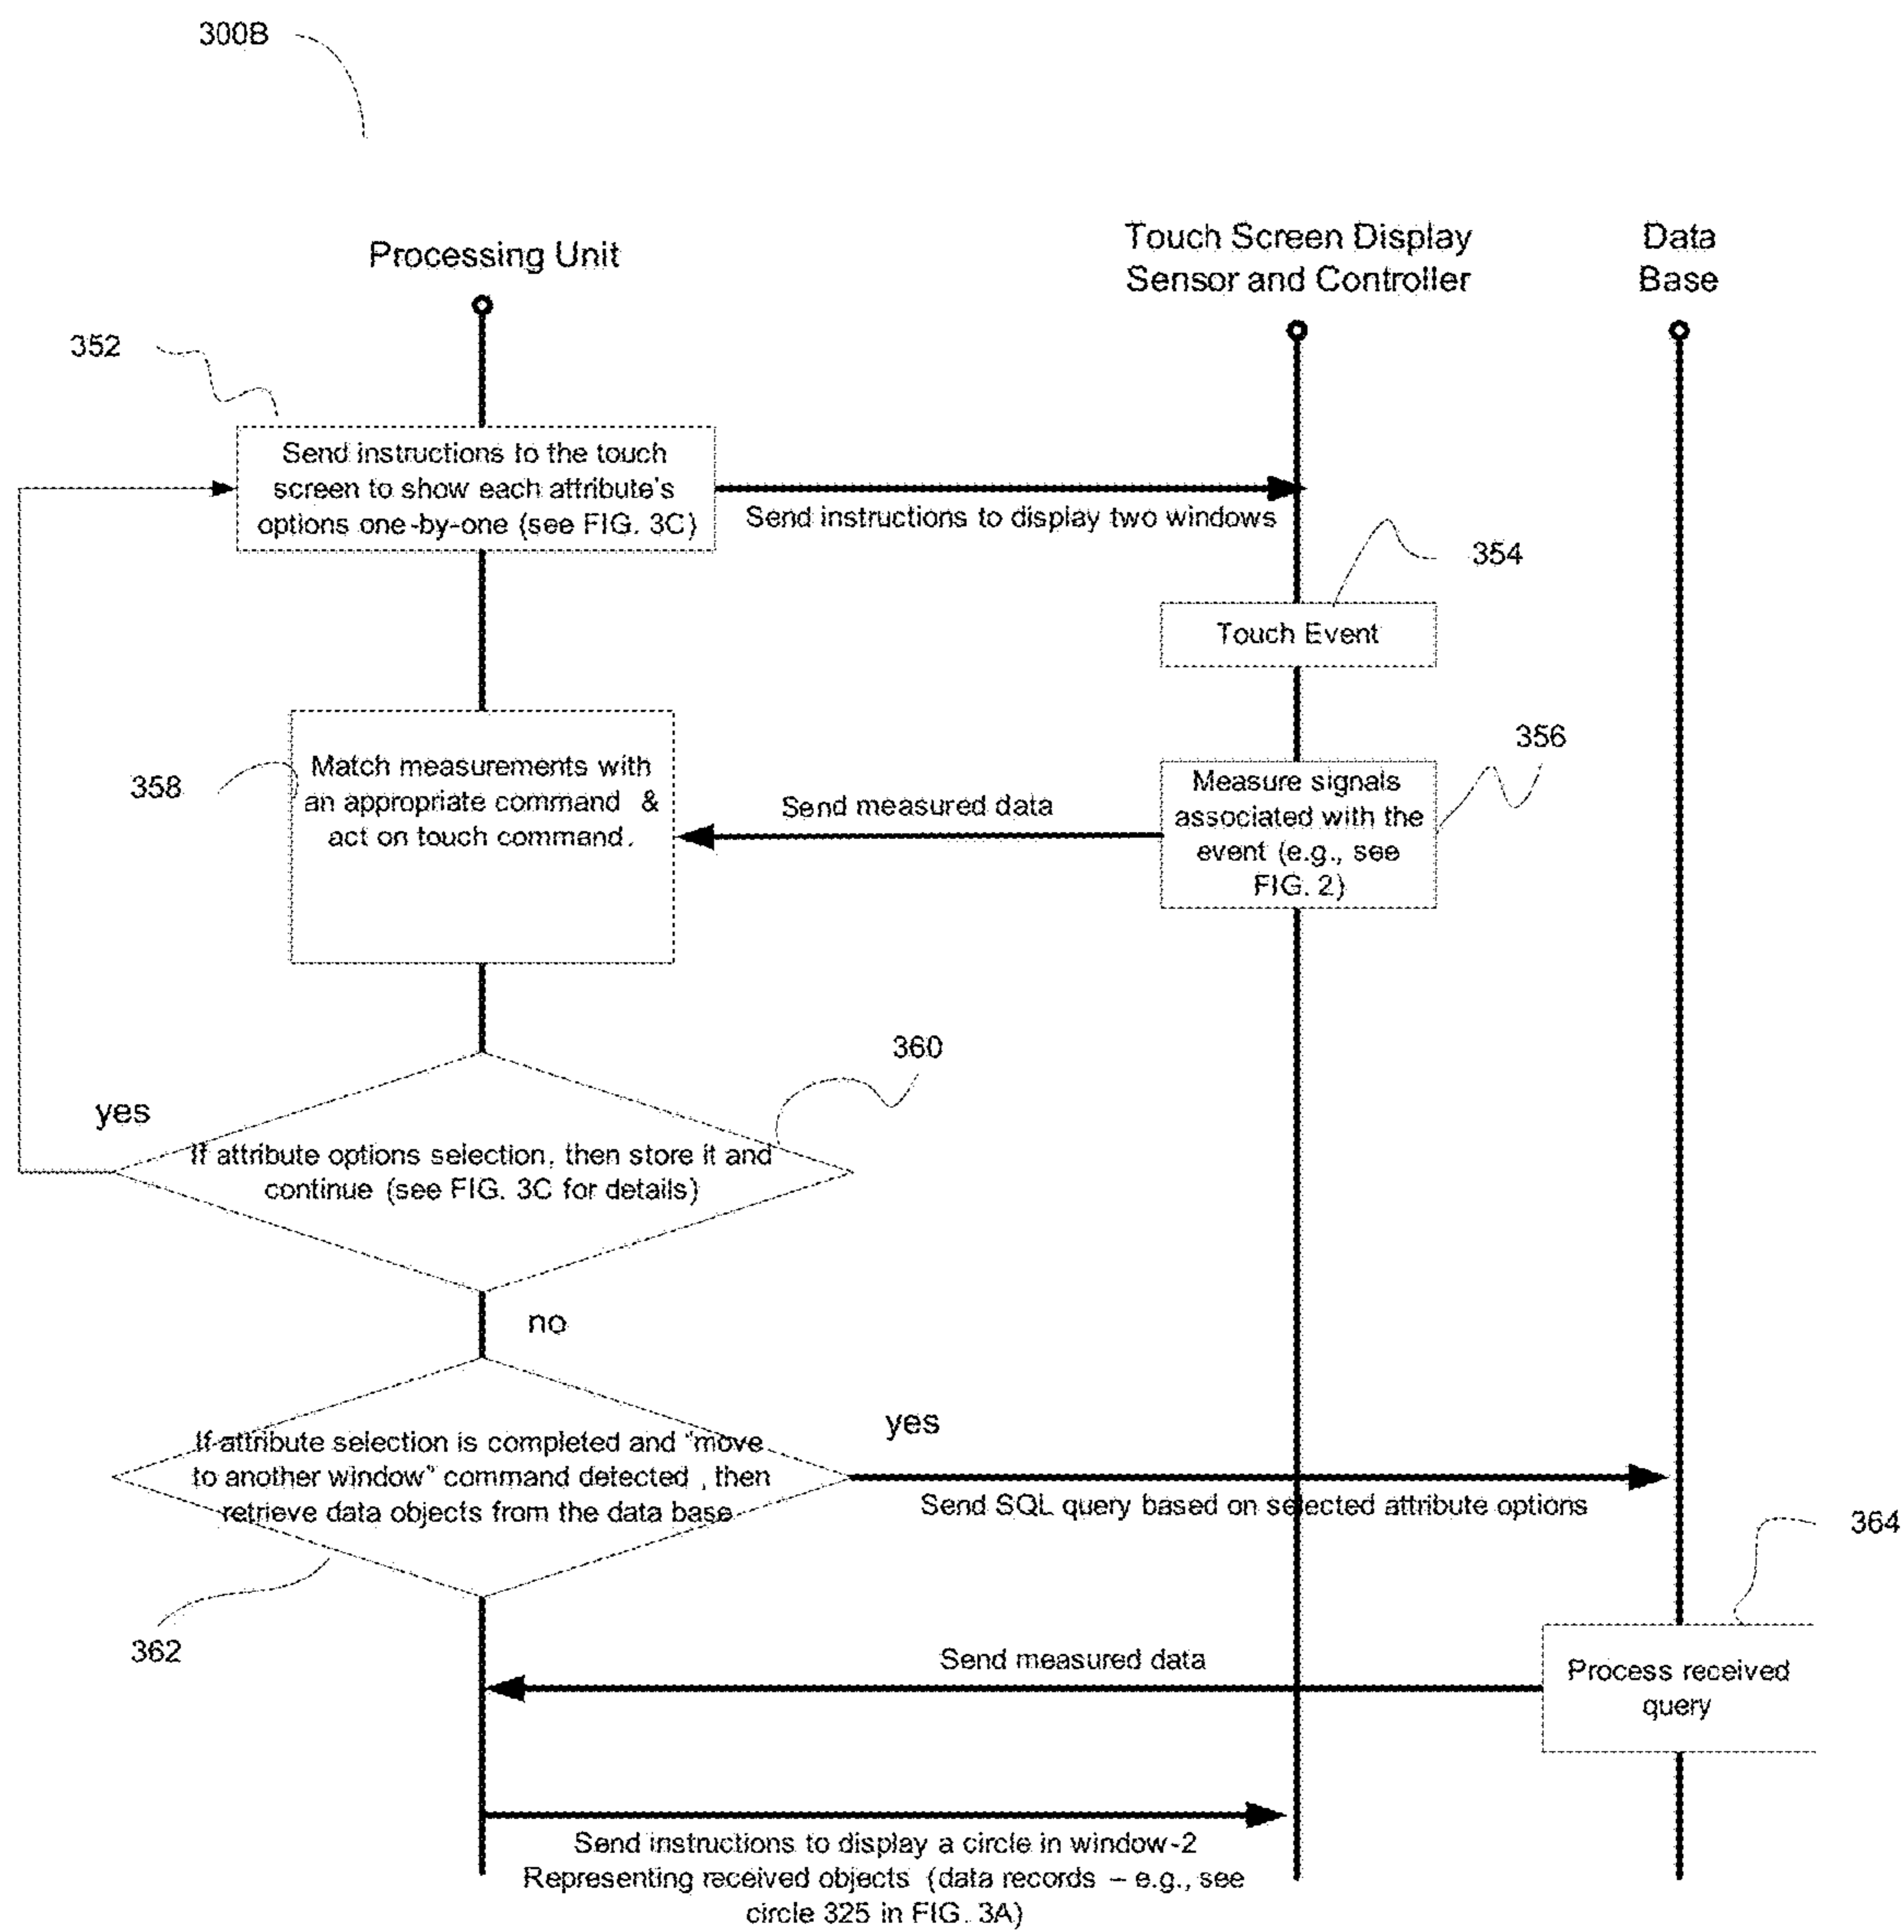 300B
Processing Unit
Touch Screen Display
Sensor and Controller
Data
Base
352
Send instructions to the touch
screen to show each attribute's
options one-by-one (see FIG. 3C)
Send instructions to display two windows
354
Touch Event
356
358
Match measurements with
an appropriate command &
act on touch command.
Send measured data
Measure signals
associated with the
event (e.g., see
FIG. 2)
360
yes
If attribute options selection, then store it and
continue (see FIG. 3C for details)
no
yes
If attribute selection is completed and "move
to another window" command detected , then
retrieve data objects from the data base
Send SQL query based on selected attribute options
364
362
Send measured data
Process received
query
Send instructions to display a circle in window-2
Representing received objects (data records – e.g., see
circle 325 in FIG. 3A)